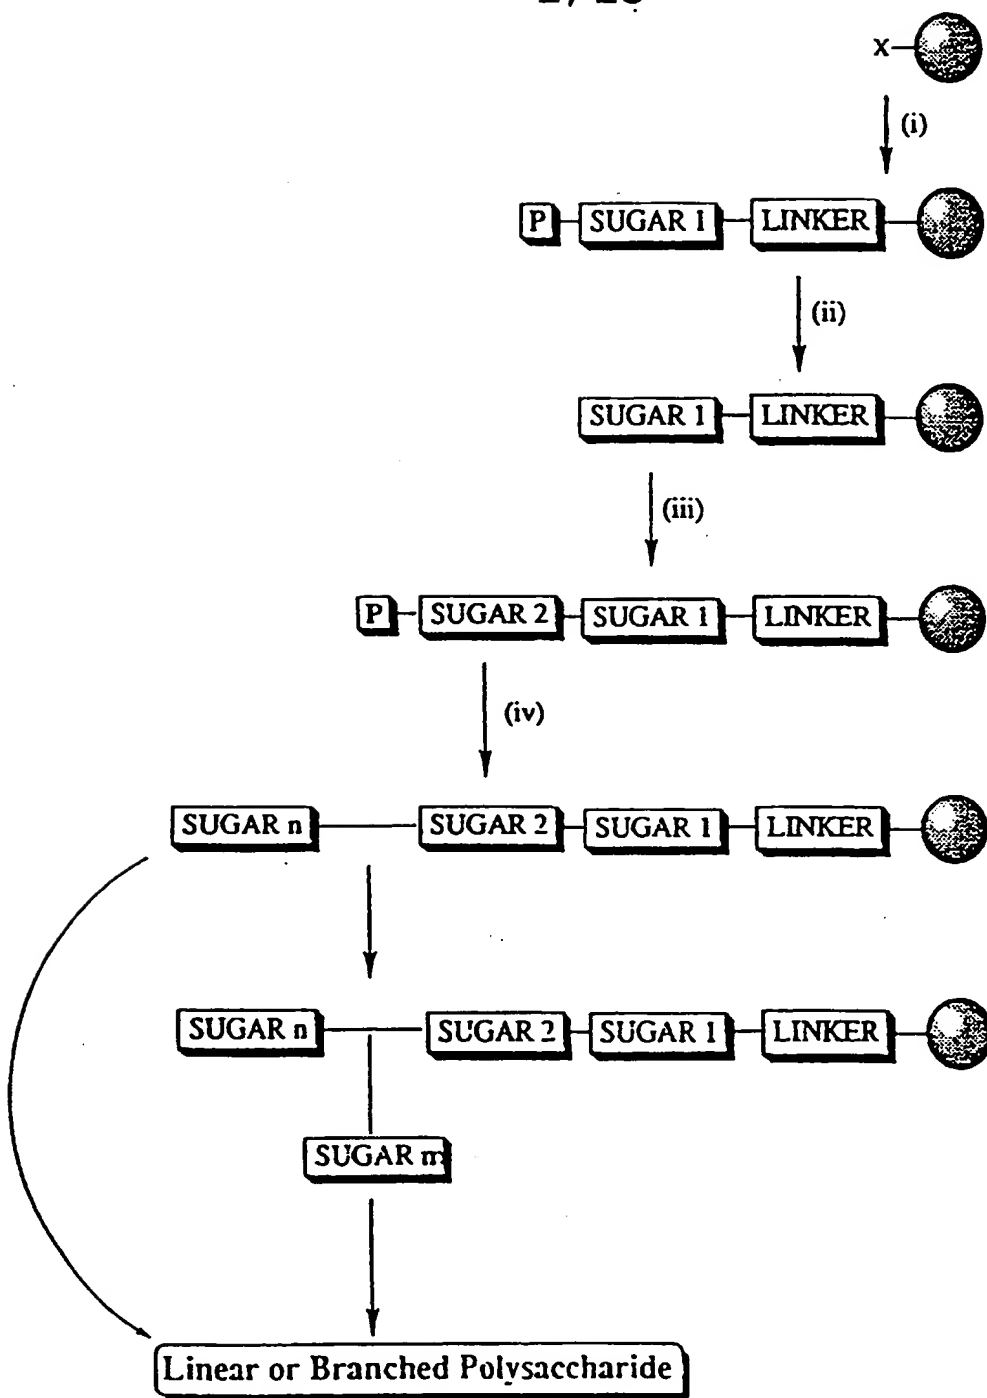 X
(i)
P SUGAR 1 LINKER
(ii)
SUGAR 1 LINKER
(iii)
P SUGAR 2 SUGAR 1 LINKER
(iv)
SUGAR n SUGAR 2 SUGAR 1 LINKER
SUGAR n SUGAR 2 SUGAR 1 LINKER
SUGAR m
Linear or Branched Polysaccharide